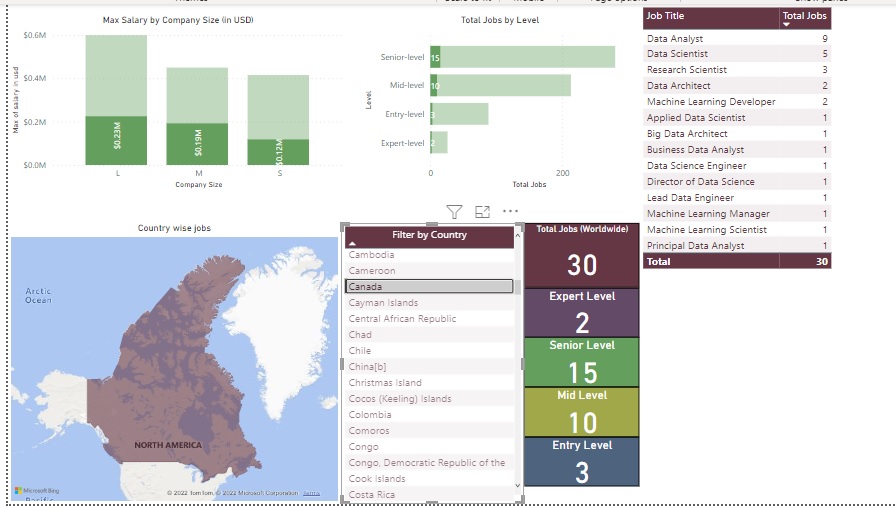 Max Salary by Company Size (in USD)
Max of salary in usd
$0.6M
$0.4M
$0.2M
$0.0M
$0.23M
$0.19M
$0.12M
L
M
S
Company Size
Total Jobs by Level
Level
Senior-level
15
Mid-level
10
Entry-level
3
Expert-level
2
0
200
Total Jobs
Job Title Total Jobs
Data Analyst 9
Data Scientist 5
Research Scientist 3
Data Architect 2
Machine Learning Developer 2
Applied Data Scientist 1
Big Data Architect 1
Business Data Analyst 1
Data Science Engineer 1
Director of Data Science 1
Lead Data Engineer 1
Machine Learning Manager 1
Machine Learning Scientist 1
Principal Data Analyst 1
Total 30
Country wise jobs
Arctic
Ocean
NORTH AMERICA
Microsoft Bing
Pacific
© 2022 TomTom, © 2022 Microsoft Corporation Terms
Filter by Country
Cambodia
Cameroon
Canada
Cayman Islands
Central African Republic
Chad
Chile
China[b]
Christmas Island
Cocos (Keeling) Islands
Colombia
Comoros
Congo
Congo, Democratic Republic of the
Cook Islands
Costa Rica
Total Jobs (Worldwide)
30
Expert Level
2
Senior Level
15
Mid Level
10
Entry Level
3